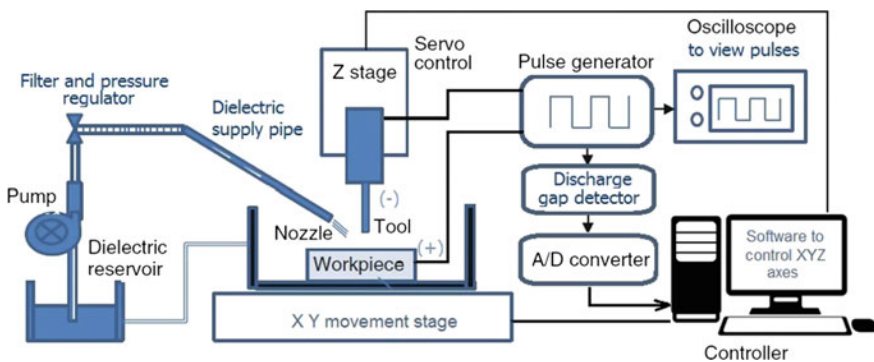 Oscilloscope
to view pulses
Servo
control
Z stage
Pulse generator
Filter and pressure
regulator
Dielectric
supply pipe
Discharge
gap detector
Pump
(-)
Nozzle
Tool
Dielectric
reservoir
(+)
Workpiece
A/D converter
Software to
control XYZ
axes
X Y movement stage
Controller